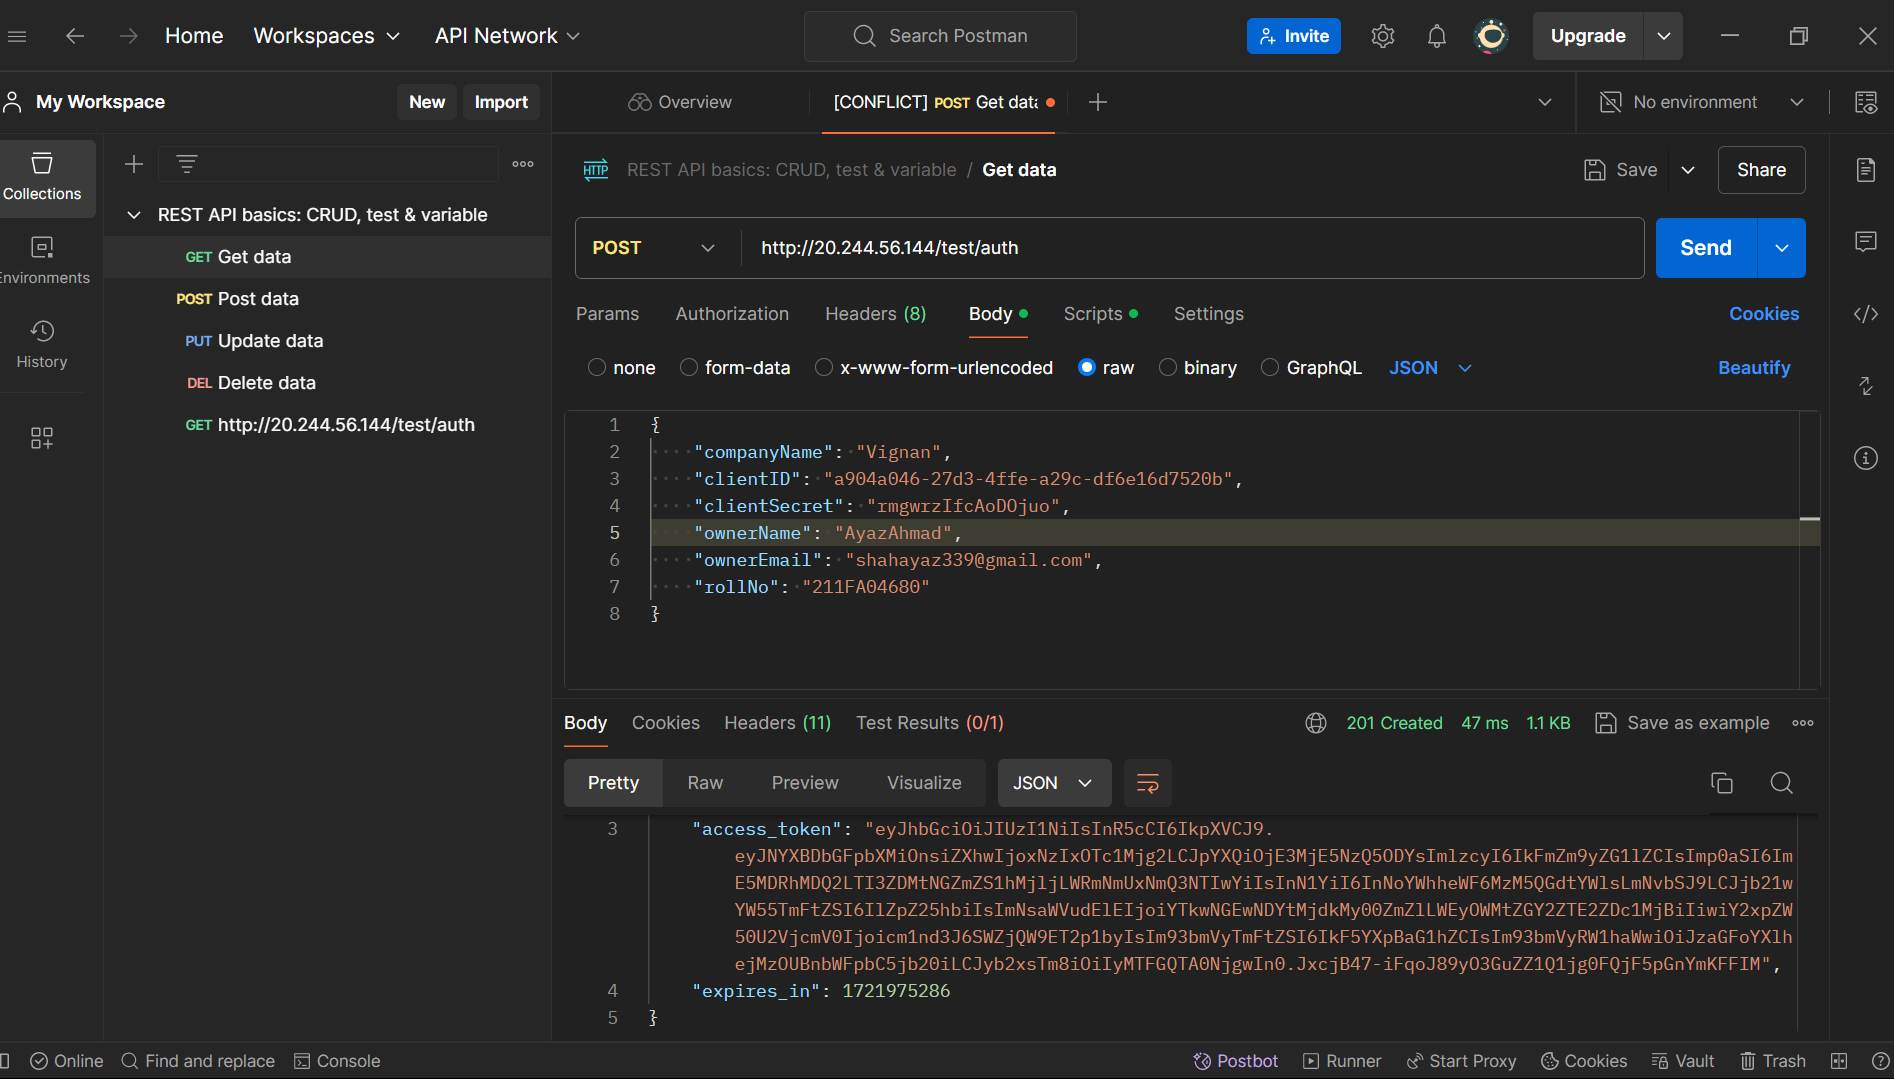 Home Workspaces API Network Search Postman Invite Upgrade
My Workspace New Import Overview [CONFLICT] POST Get data No environment
Collections
Environments
History
REST API basics: CRUD, test & variable
GET Get data
POST Post data
PUT Update data
DEL Delete data
GET http://20.244.56.144/test/auth
HTTP REST API basics: CRUD, test & variable / Get data Save Share
POST http://20.244.56.144/test/auth Send
Params Authorization Headers (8) Body Scripts Settings Cookies
none form-data x-www-form-urlencoded raw binary GraphQL JSON Beautify
1 {
2 "companyName": "Vignan",
3 "clientID": "a904a046-27d3-4ffe-a29c-df6e16d7520b",
4 "clientSecret": "rmgwrzIfcAoDOjuo",
5 "ownerName": "AyazAhmad",
6 "ownerEmail": "shahayaz339@gmail.com",
7 "rollNo": "211FA04680"
8 }
Body Cookies Headers (11) Test Results (0/1) 201 Created 47 ms 1.1 KB Save as example
Pretty Raw Preview Visualize JSON
3 "access_token": "eyJhbGciOiJIUzI1NiIsInR5cCI6IkpXVCJ9.
eyJNYXBDbGFpbXMiOnsiZXhwIjoxNzIxOTc1Mjg2LCJpYXQiOjE3MjE5NzQ5ODYsImlzcyI6IkFmZm9yZG1lZCIsImp0aSI6Im
E5MDRhMDQ2LTI3ZDMtNGZmZS1hMjljLWRmNmUxNmQ3NTIwYiIsInN1YiI6InNoYWhheWF6MzM5QGdtYWlsLmNvbSJ9LCJjb21w
YW55TmFtZSI6IlZpZ25hbiIsImNsaWVudElEIjoiYTkwNGEwNDYtMjdkMy00ZmZlLWEyOWMtZGY2ZTE2ZDc1MjBiIiwiY2xpZW
50U2VjcmV0Ijoicm1nd3J6SWZjQW9ET2p1byIsIm93bmVyTmFtZSI6IkF5YXpBaG1hZCIsIm93bmVyRW1haWwiOiJzaGFoYXlh
ejMzOUBnbWFpbC5jb20iLCJyb2xsTm8iOiIyMTFGQTA0NjgwIn0.JxcjB47-iFqoJ89yO3GuZZ1Q1jg0FQjF5pGnYmKFFIM",
4 "expires_in": 1721975286
5 }
Online Find and replace Console Postbot Runner Start Proxy Cookies Vault Trash